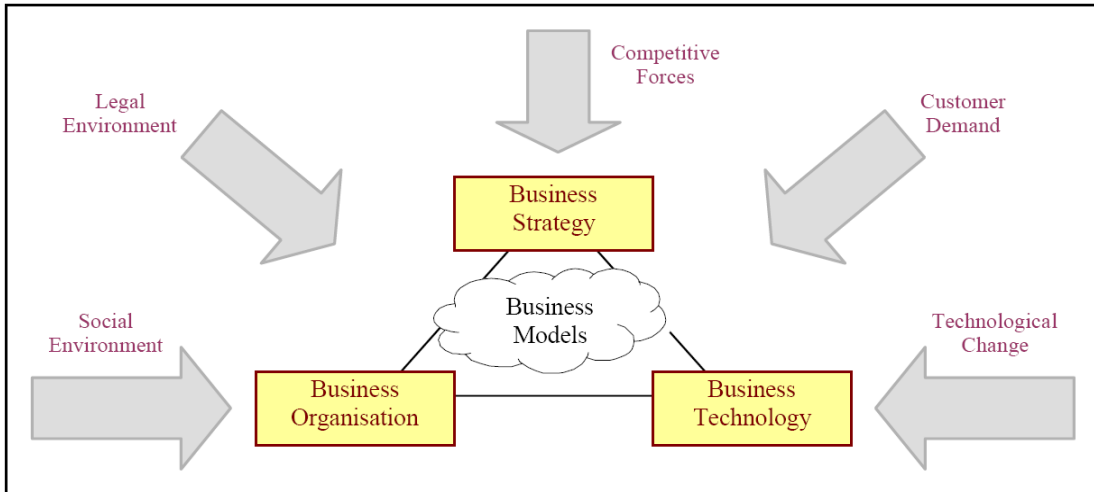 Competitive
Forces
Legal
Environment
Customer
Demand
Business
Strategy
Business
Models
Social
Environment
Technological
Change
Business
Organisation
Business
Technology